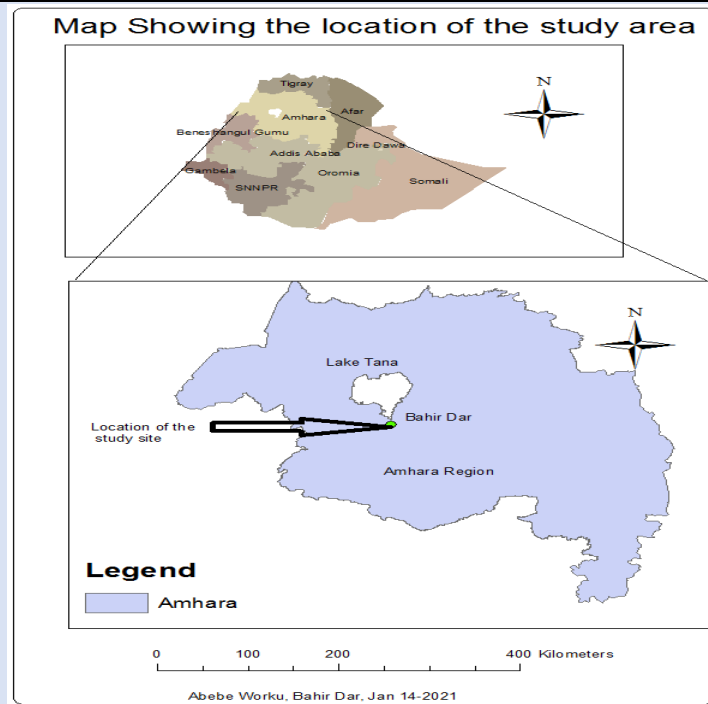 Map Showing the location of the study area
N
Tigray
Afar
Amhara
Beneshangul Gumu
Dire Dawa
Addis Ababa
Gambela
Oromia
Somali
SNNPR
N
Lake Tana
Bahir Dar
Location of the
study site
Amhara Region
Legend
Amhara
0 100 200 400 Kilometers
Abebe Worku, Bahir Dar, Jan 14-2021